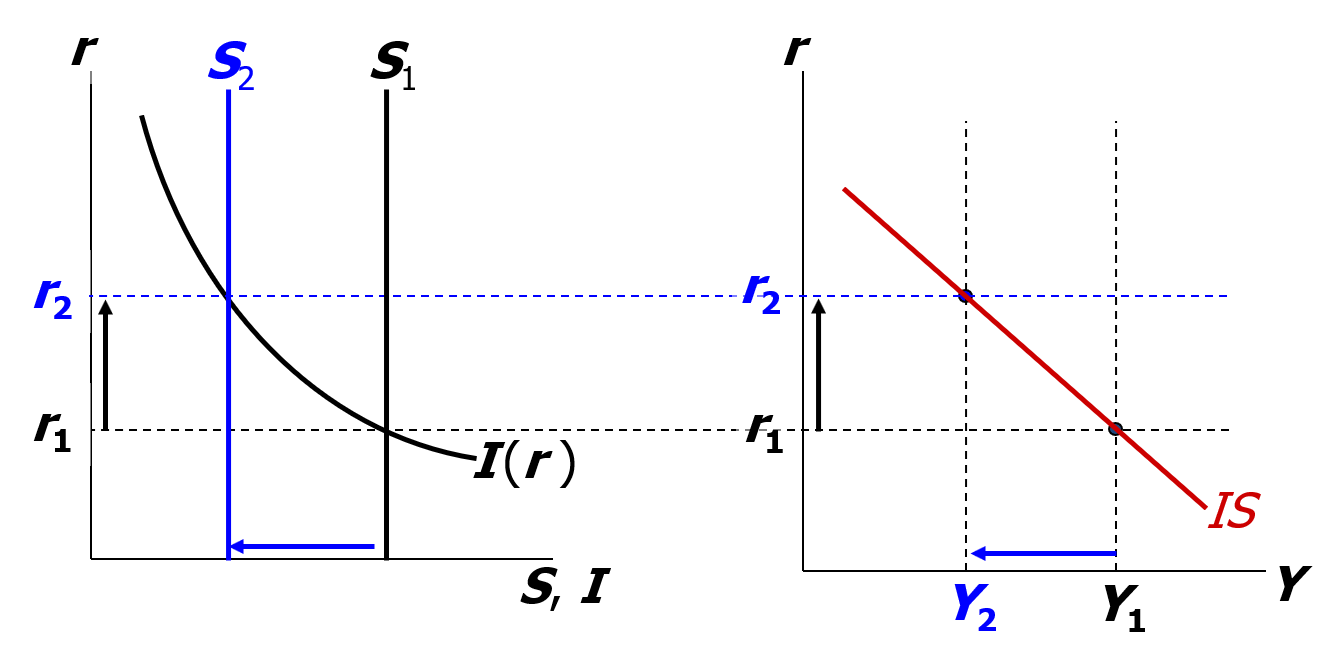 r
S2
S1
r2
r1
I(r)
S, I
r
r2
r1
IS
Y2
Y1
Y